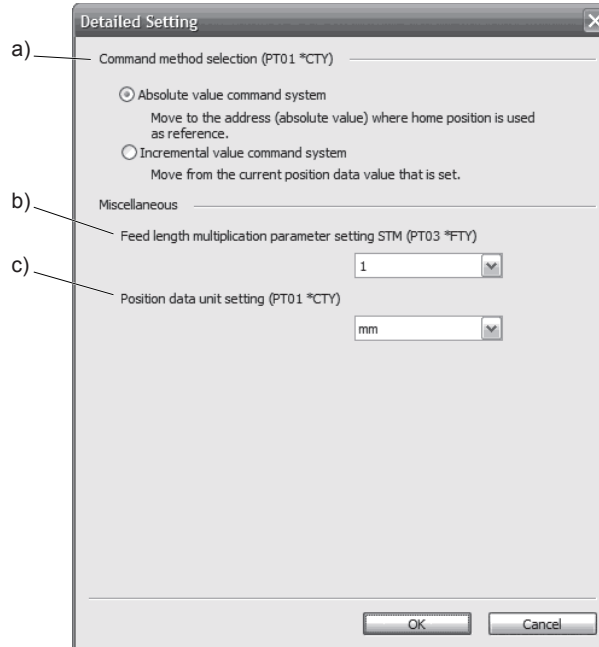 Detailed Setting
a)
Command method selection (PT01 *CTY)
Absolute value command system
Move to the address (absolute value) where home position is used
as reference.
Incremental value command system
Move from the current position data value that is set.
b)
Miscellaneous
Feed length multiplication parameter setting STM (PT03 *FTY)
1
c)
Position data unit setting (PT01 *CTY)
mm
OK
Cancel